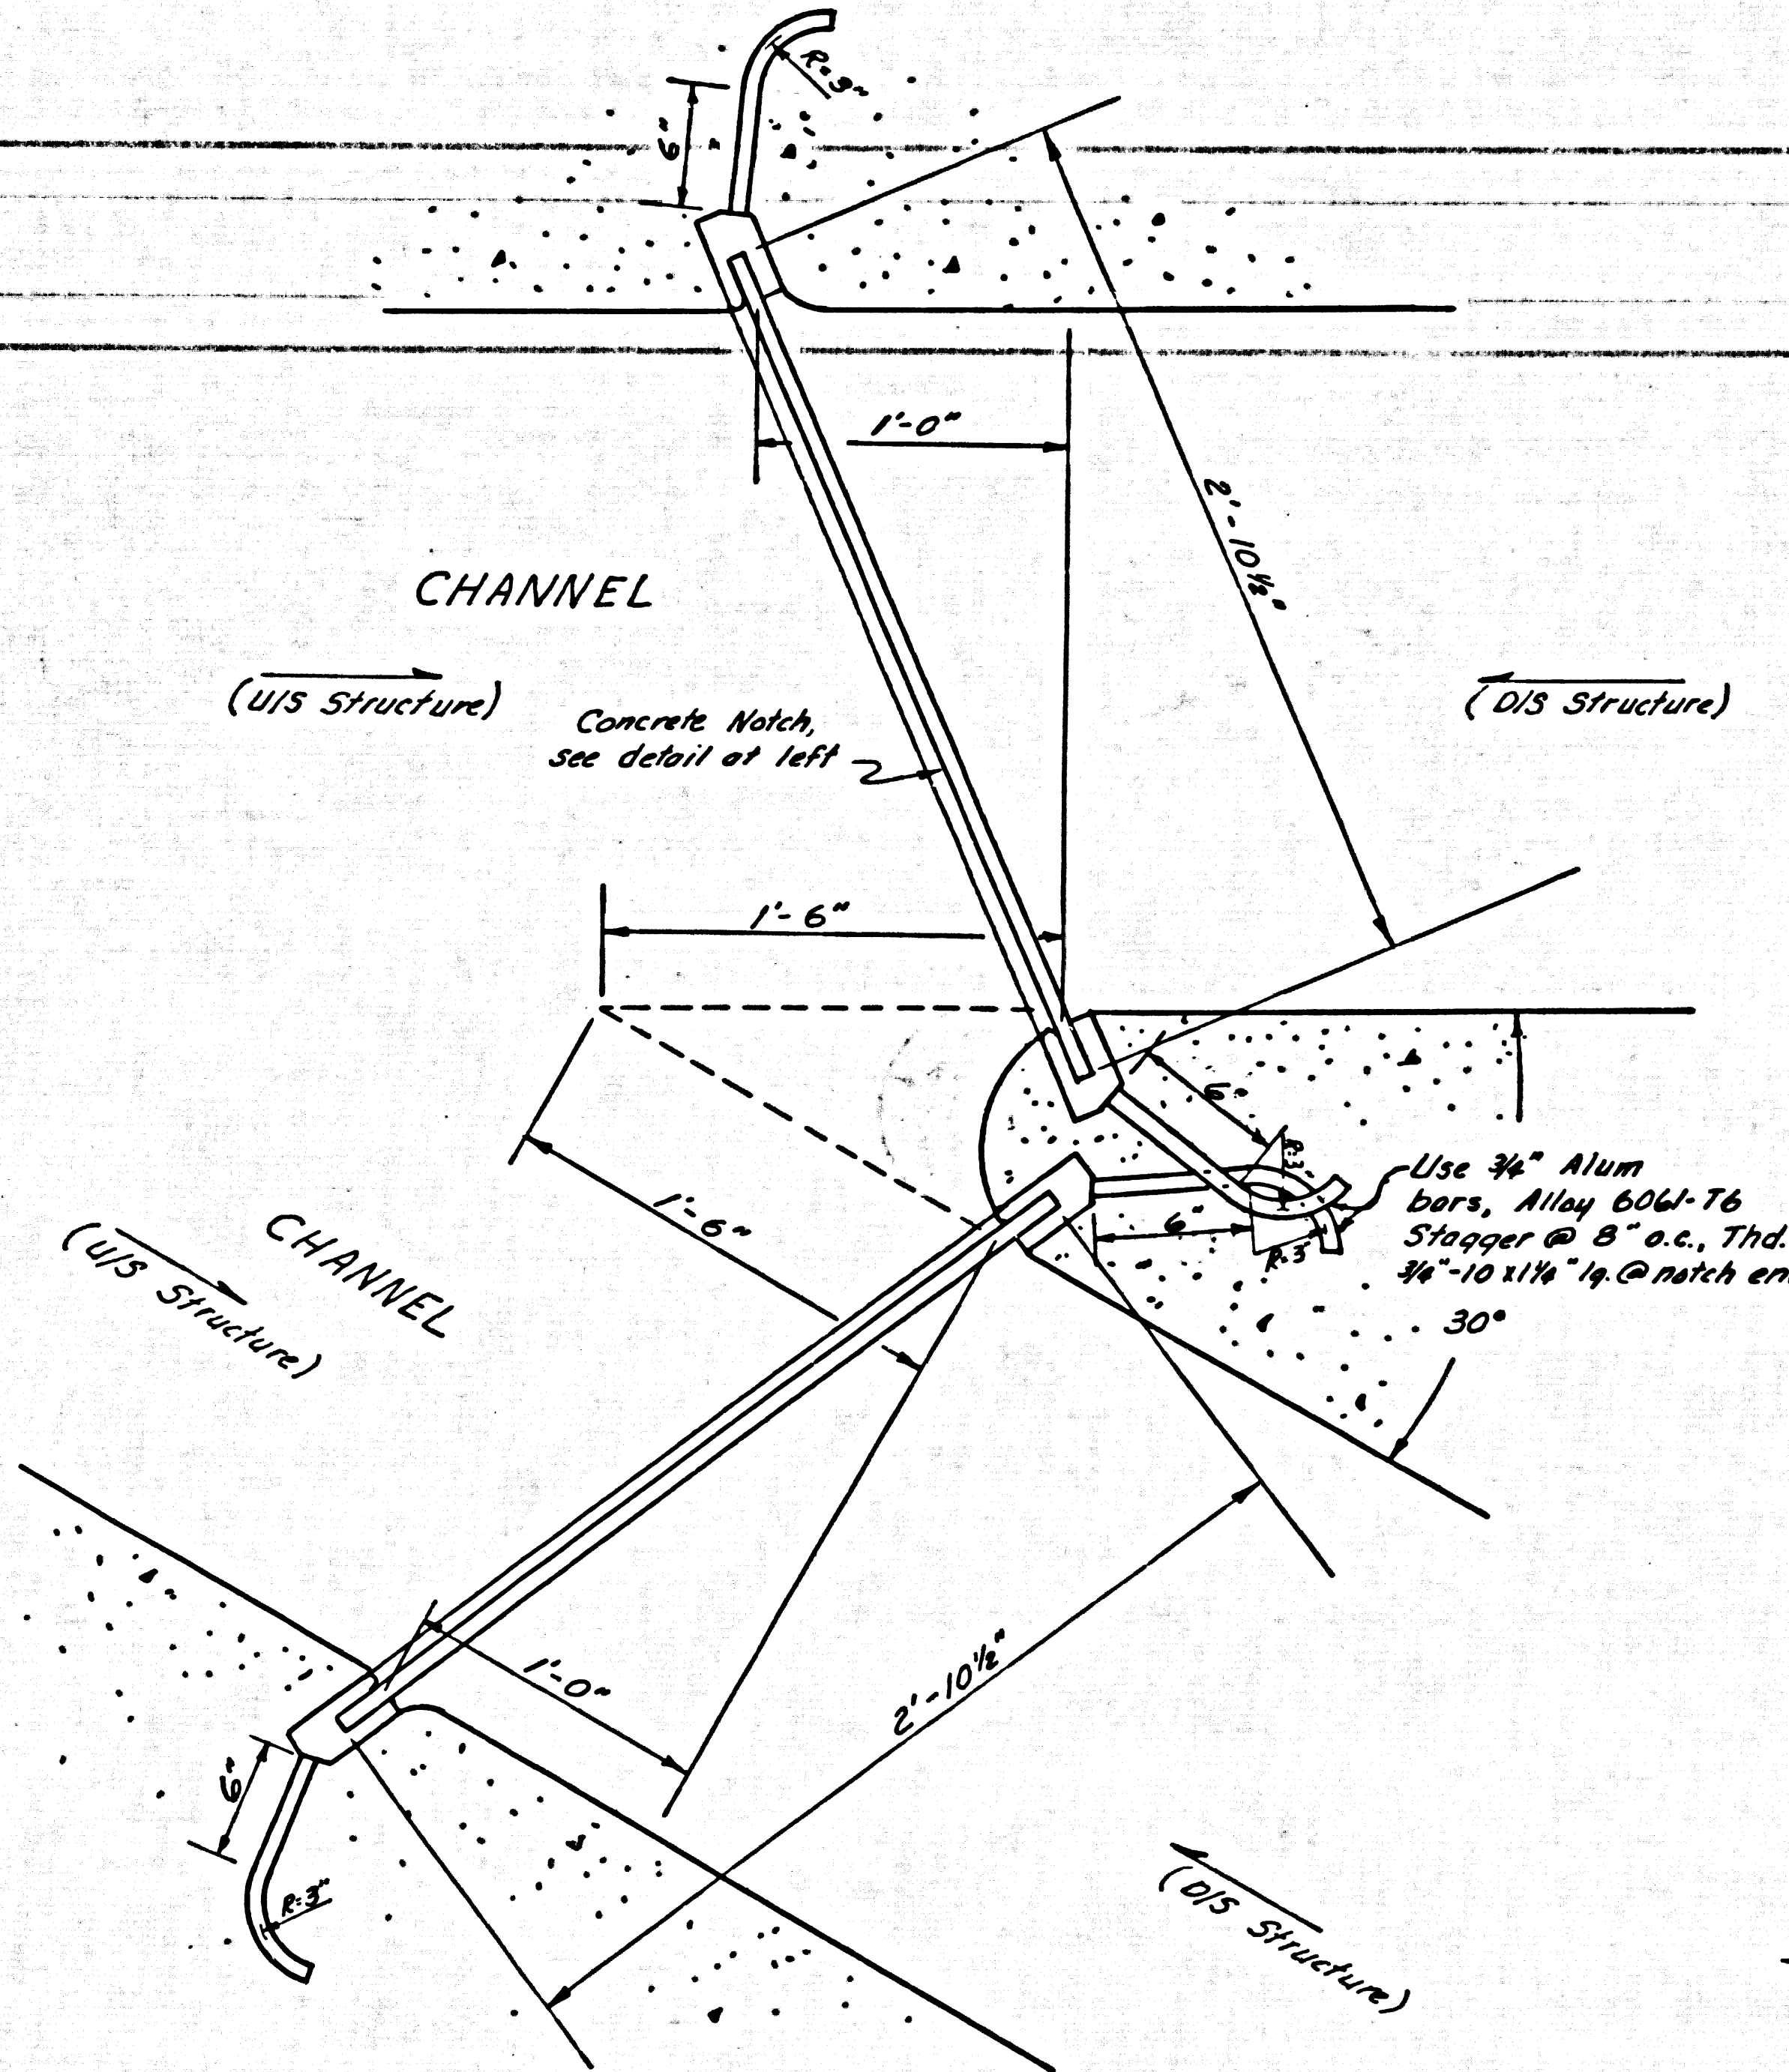 R=3"
6"
1'-0"
2'-10½"
CHANNEL
(U/S Structure)
(D/S Structure)
Concrete Notch,
see detail at left
1'-6"
6"
R=3
Use ¾" Alum
bars, Alloy 6061-T6
Stagger @ 8" o.c., Thd.
¾"-10 x 1¼" lg. @ notch en
1'-6"
6"
R=3
30°
CHANNEL
(U/S Structure)
1'-0"
2'-10½"
6"
R=3"
(D/S Structure)